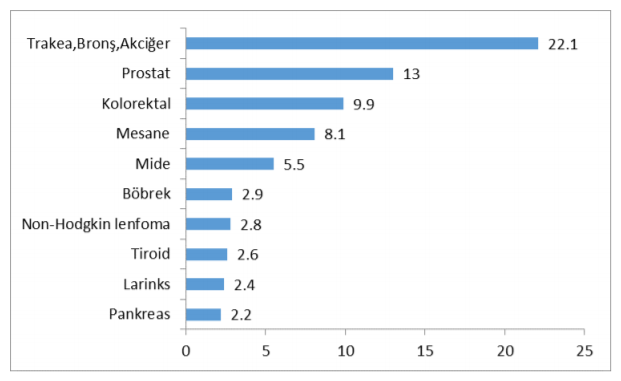 Trakea,Bronş,Akciğer 22.1
Prostat 13
Kolorektal 9.9
Mesane 8.1
Mide 5.5
Böbrek 2.9
Non-Hodgkin lenfoma 2.8
Tiroid 2.6
Larinks 2.4
Pankreas 2.2
0 5 10 15 20 25